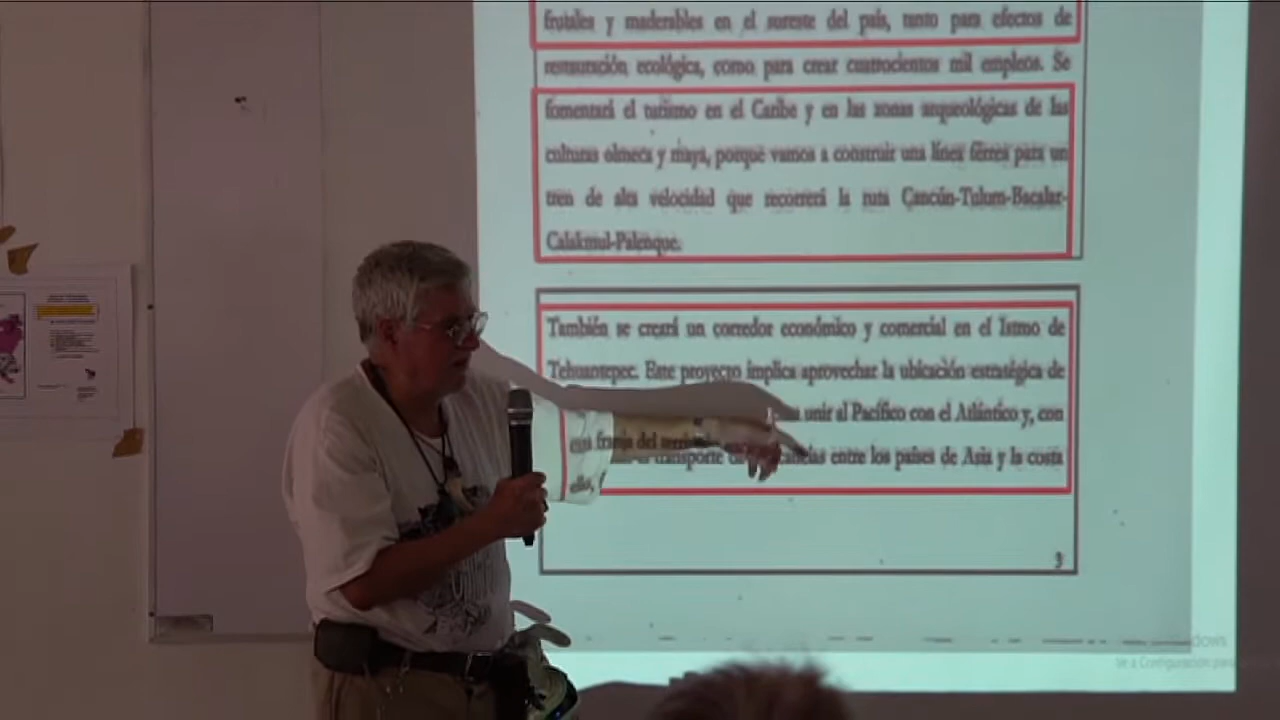 frutales y maderables en el sureste del país, tanto para efectos de
restauración ecológica, como para crear cuatrocientos mil empleos. Se
fomentará el turismo en el Caribe y en las zonas arqueológicas de las
culturas olmeca y maya, porque vamos a construir una línea férrea para un
tren de alta velocidad que recorrerá la ruta Cancún-Tulum-Bacalar-
Calakmul-Palenque.
También se creará un corredor económico y comercial en el Istmo de
Tehuantepec. Este proyecto implica aprovechar la ubicación estratégica de
esa franja del unir al Pacífico con el Atlántico y, con
ello, transporte entre los países de Asia y la costa
3